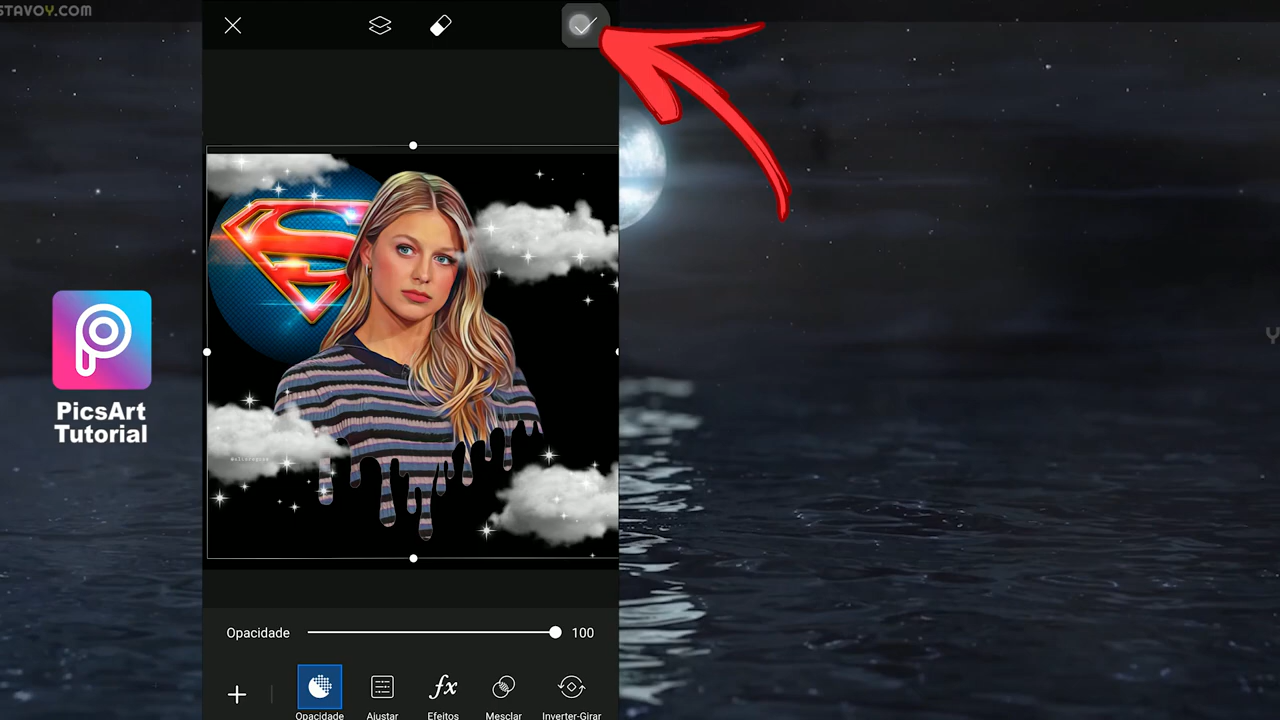 STAVOY.COM
PicsArt
Tutorial
Opacidade 100
Opacidade Ajustar Efeitos Mesclar Inverter-Girar